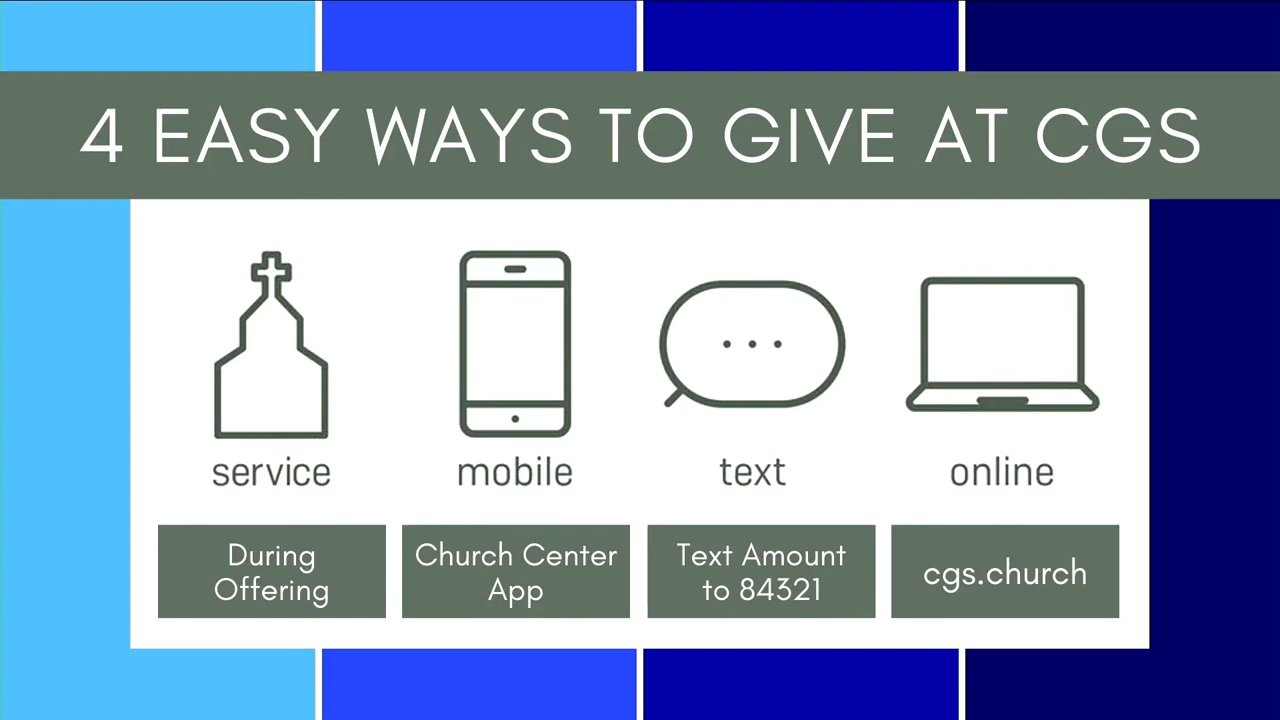 4 EASY WAYS TO GIVE AT CGS
service
mobile
text
online
During
Offering
Church Center
App
Text Amount
to 84321
cgs.church